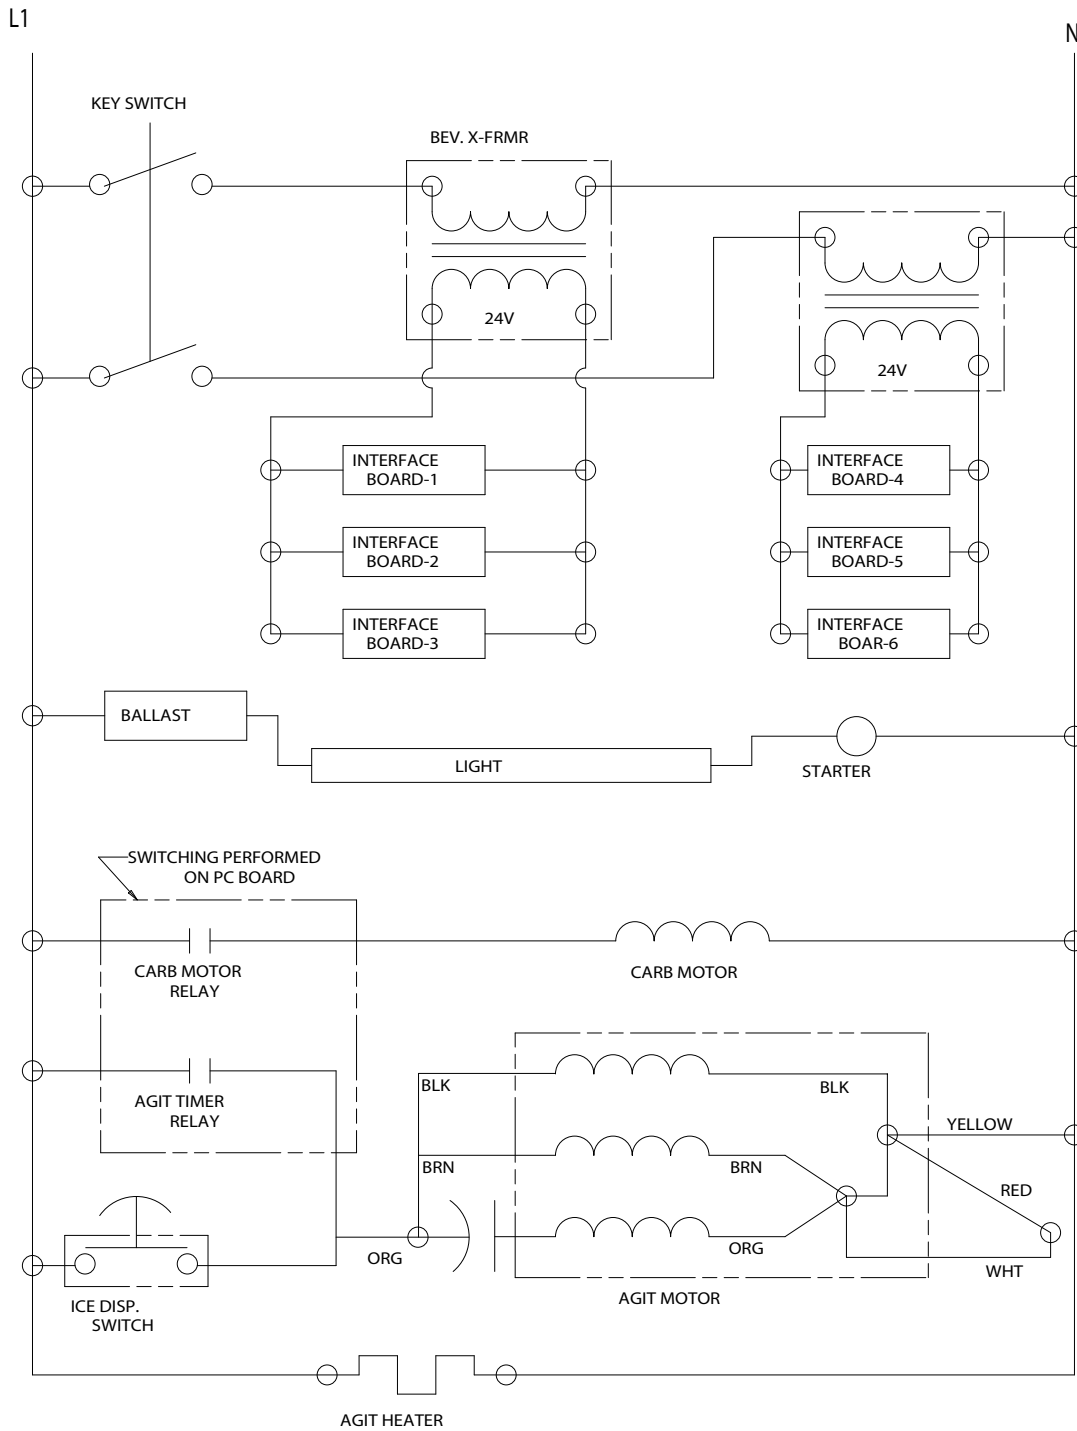 L1
N
KEY SWITCH
BEV. X-FRMR
24V
24V
INTERFACE
BOARD-1
INTERFACE
BOARD-4
INTERFACE
BOARD-2
INTERFACE
BOARD-5
INTERFACE
BOARD-3
INTERFACE
BOAR-6
BALLAST
LIGHT
STARTER
SWITCHING PERFORMED
ON PC BOARD
CARB MOTOR
RELAY
CARB MOTOR
AGIT TIMER
RELAY
BLK
BLK
YELLOW
BRN
BRN
RED
ORG
ORG
WHT
AGIT MOTOR
ICE DISP.
SWITCH
AGIT HEATER